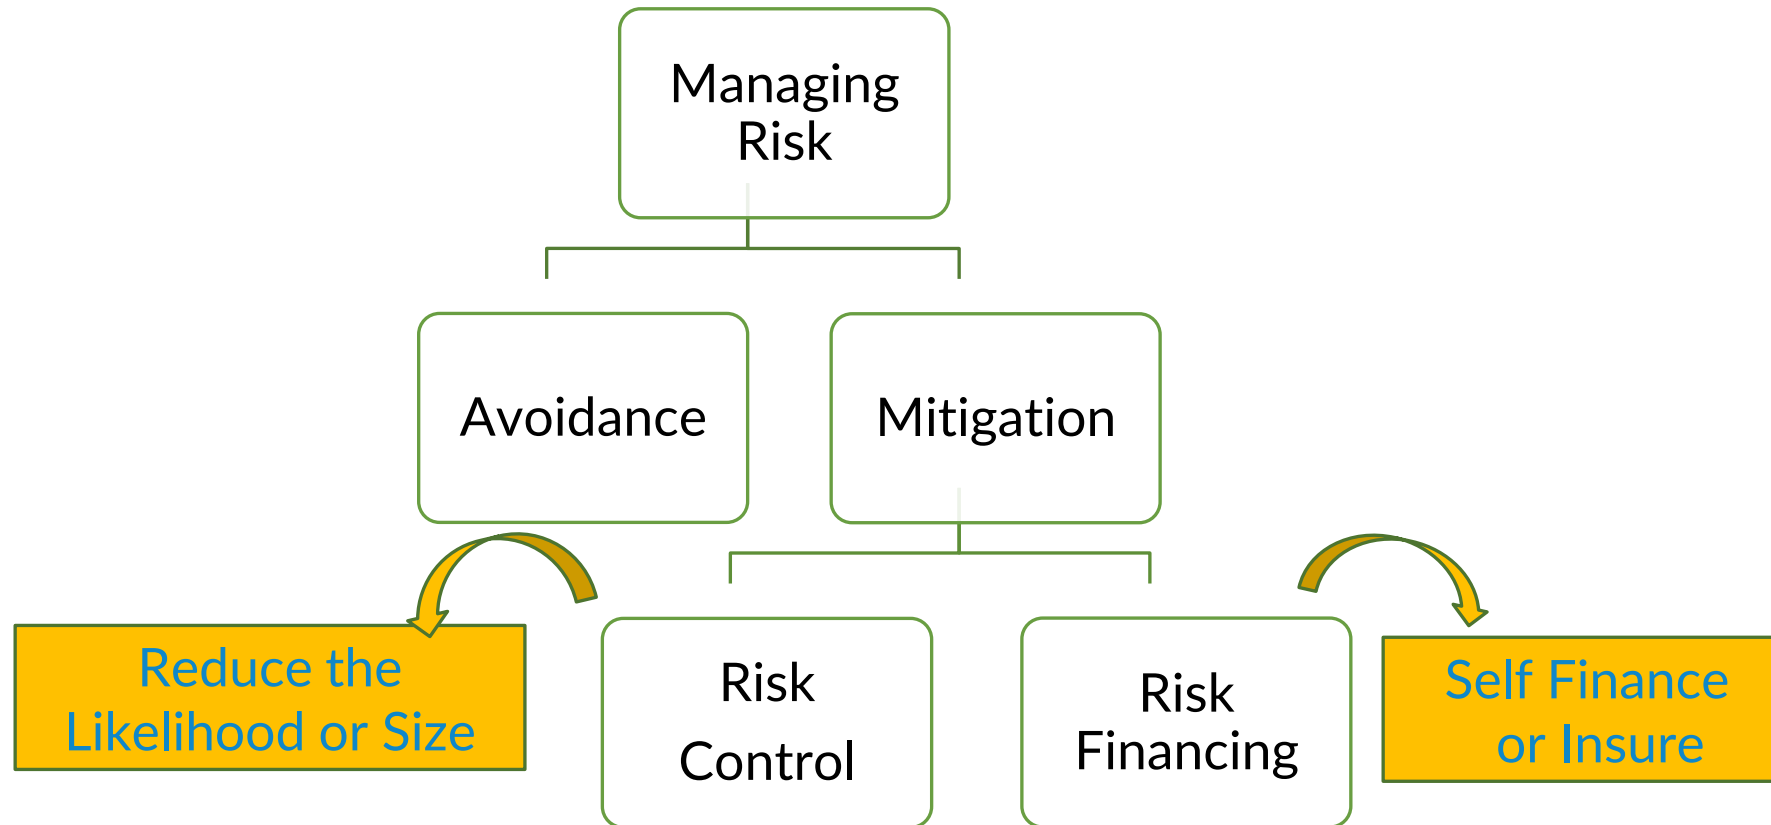 Managing
Risk
Avoidance
Mitigation
Reduce the
Likelihood or Size
Risk
Control
Risk
Financing
Self Finance
or Insure